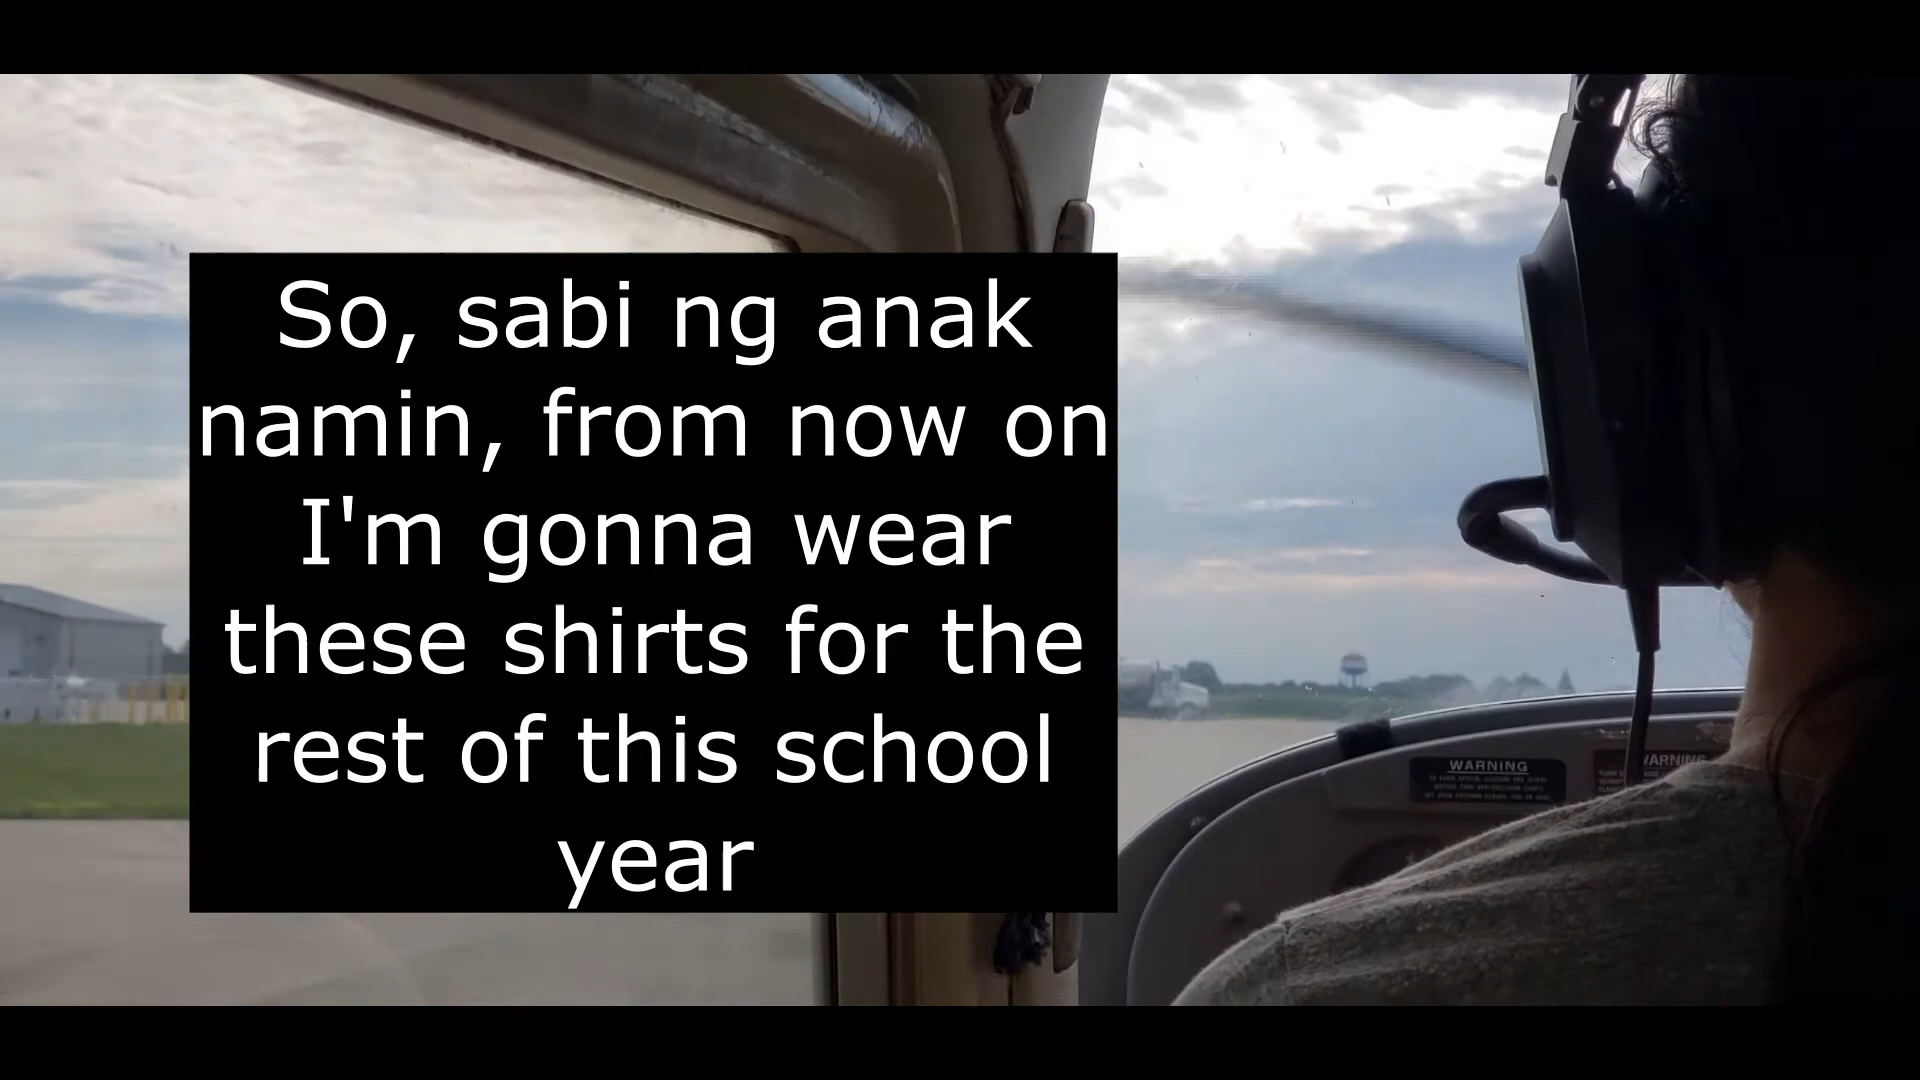 So, sabi ng anak
namin, from now on
I'm gonna wear
these shirts for the
rest of this school
year
WARNING
WARNING